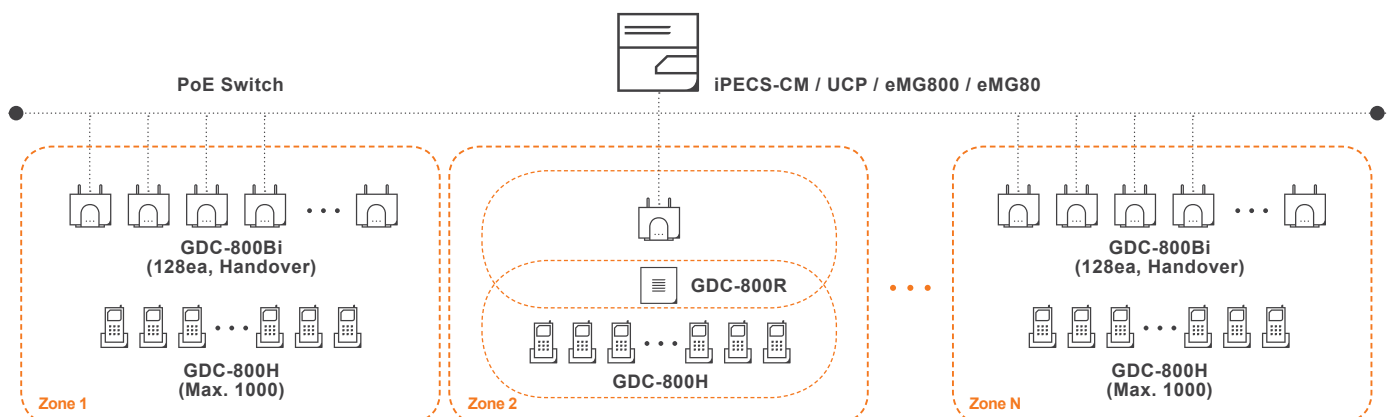 PoE Switch
iPECS-CM / UCP / eMG800 / eMG80
GDC-800Bi
(128ea, Handover)
GDC-800H
(Max. 1000)
Zone 1
GDC-800R
GDC-800H
Zone 2
GDC-800Bi
(128ea, Handover)
GDC-800H
(Max. 1000)
Zone N